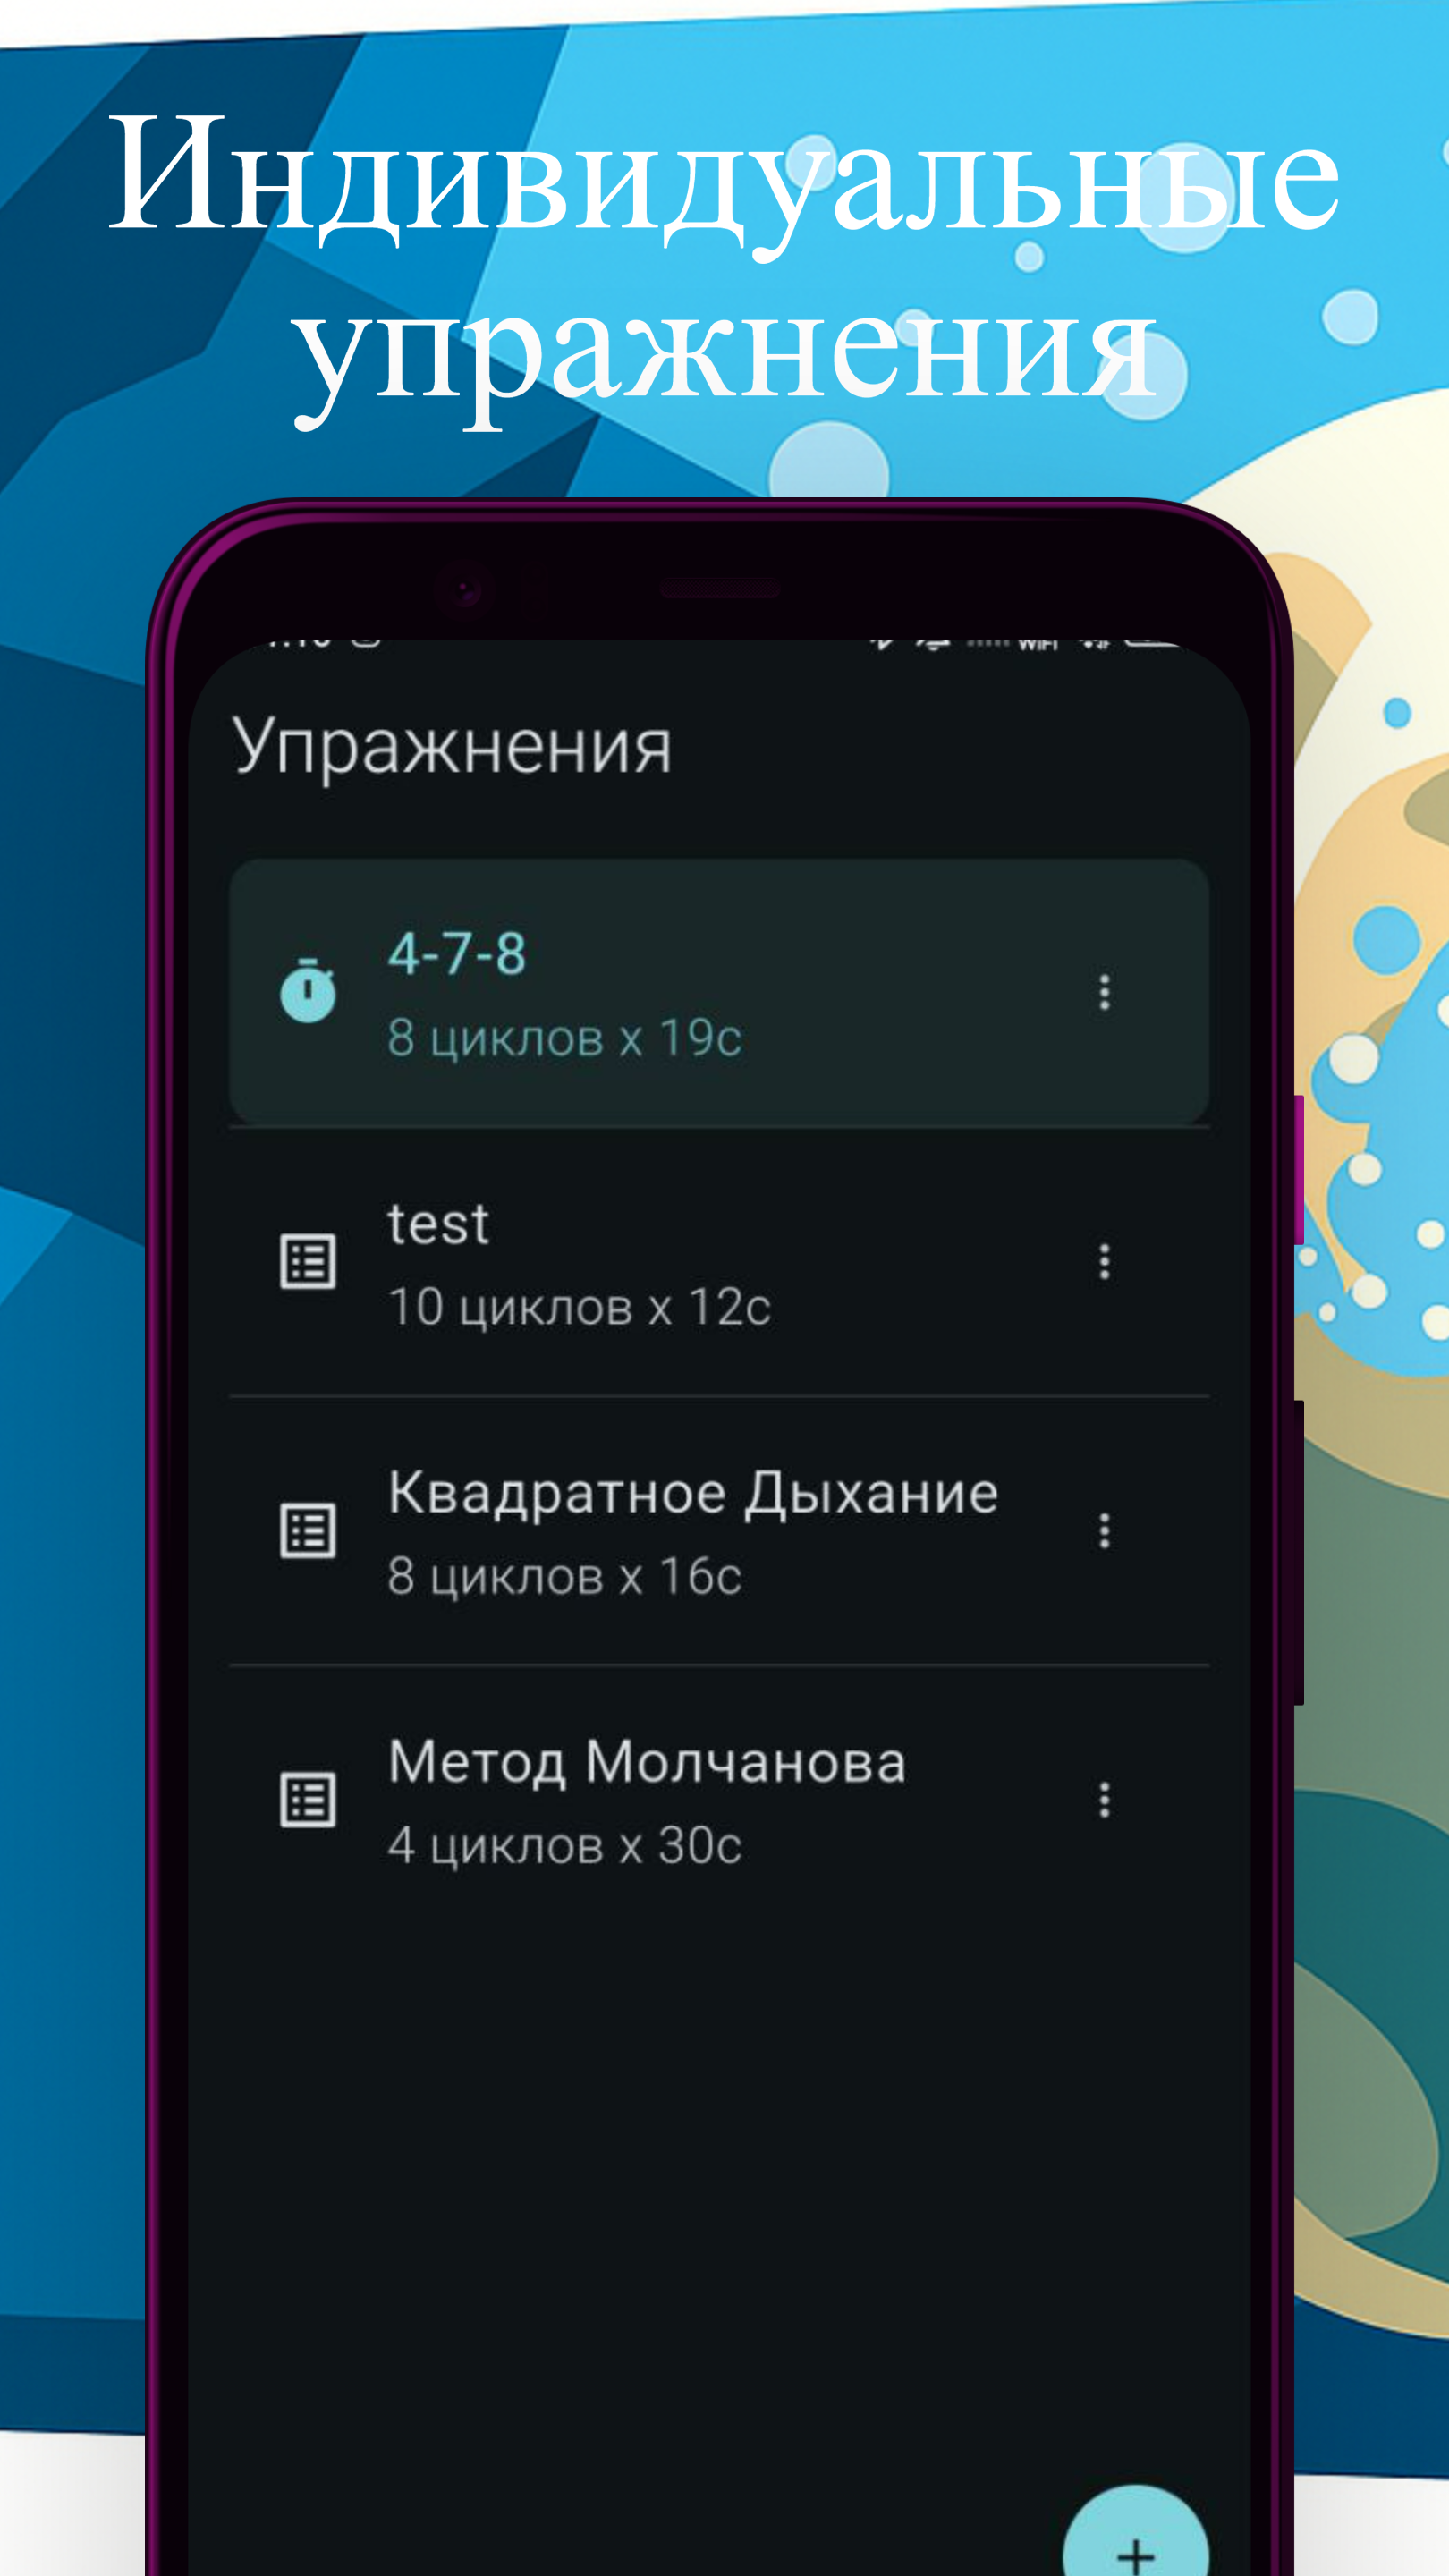 Индивидуальные
упражнения
WiFi
Упражнения
4-7-8
8 циклов x 19с
test
10 циклов x 12с
Квадратное Дыхание
8 циклов x 16с
Метод Молчанова
4 циклов x 30с
+